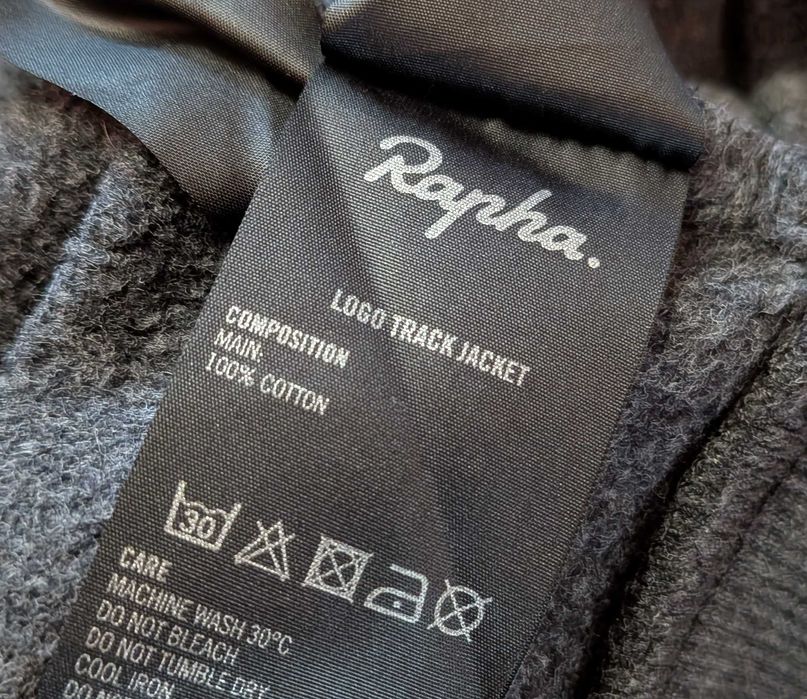 Rapha.
LOGO TRACK JACKET
COMPOSITION
MAIN:
100% COTTON
30
CARE
MACHINE WASH 30°C
DO NOT BLEACH
DO NOT TUMBLE DRY
COOL IRON
DO